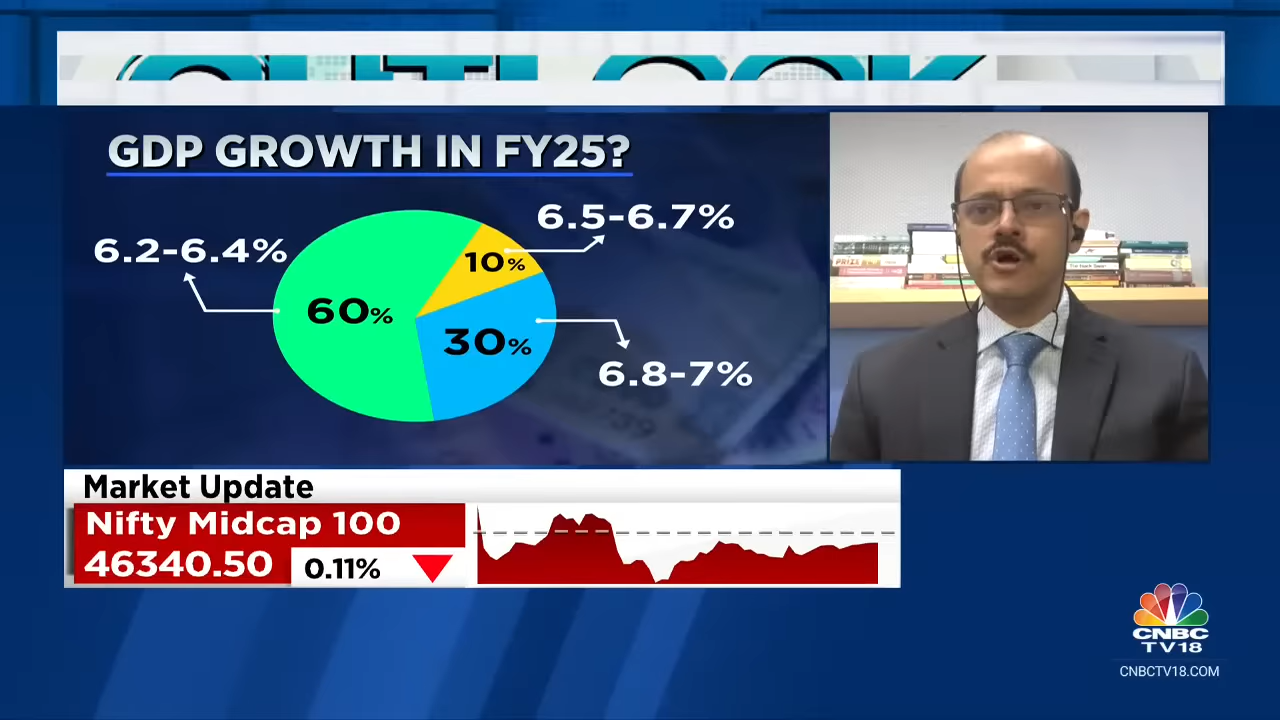 OUTLOOK
GDP GROWTH IN FY25?
6.5-6.7%
6.2-6.4%
10%
60%
30%
6.8-7%
Market Update
Nifty Midcap 100
46340.50 0.11%
CNBC
TV18
CNBCTV18.COM